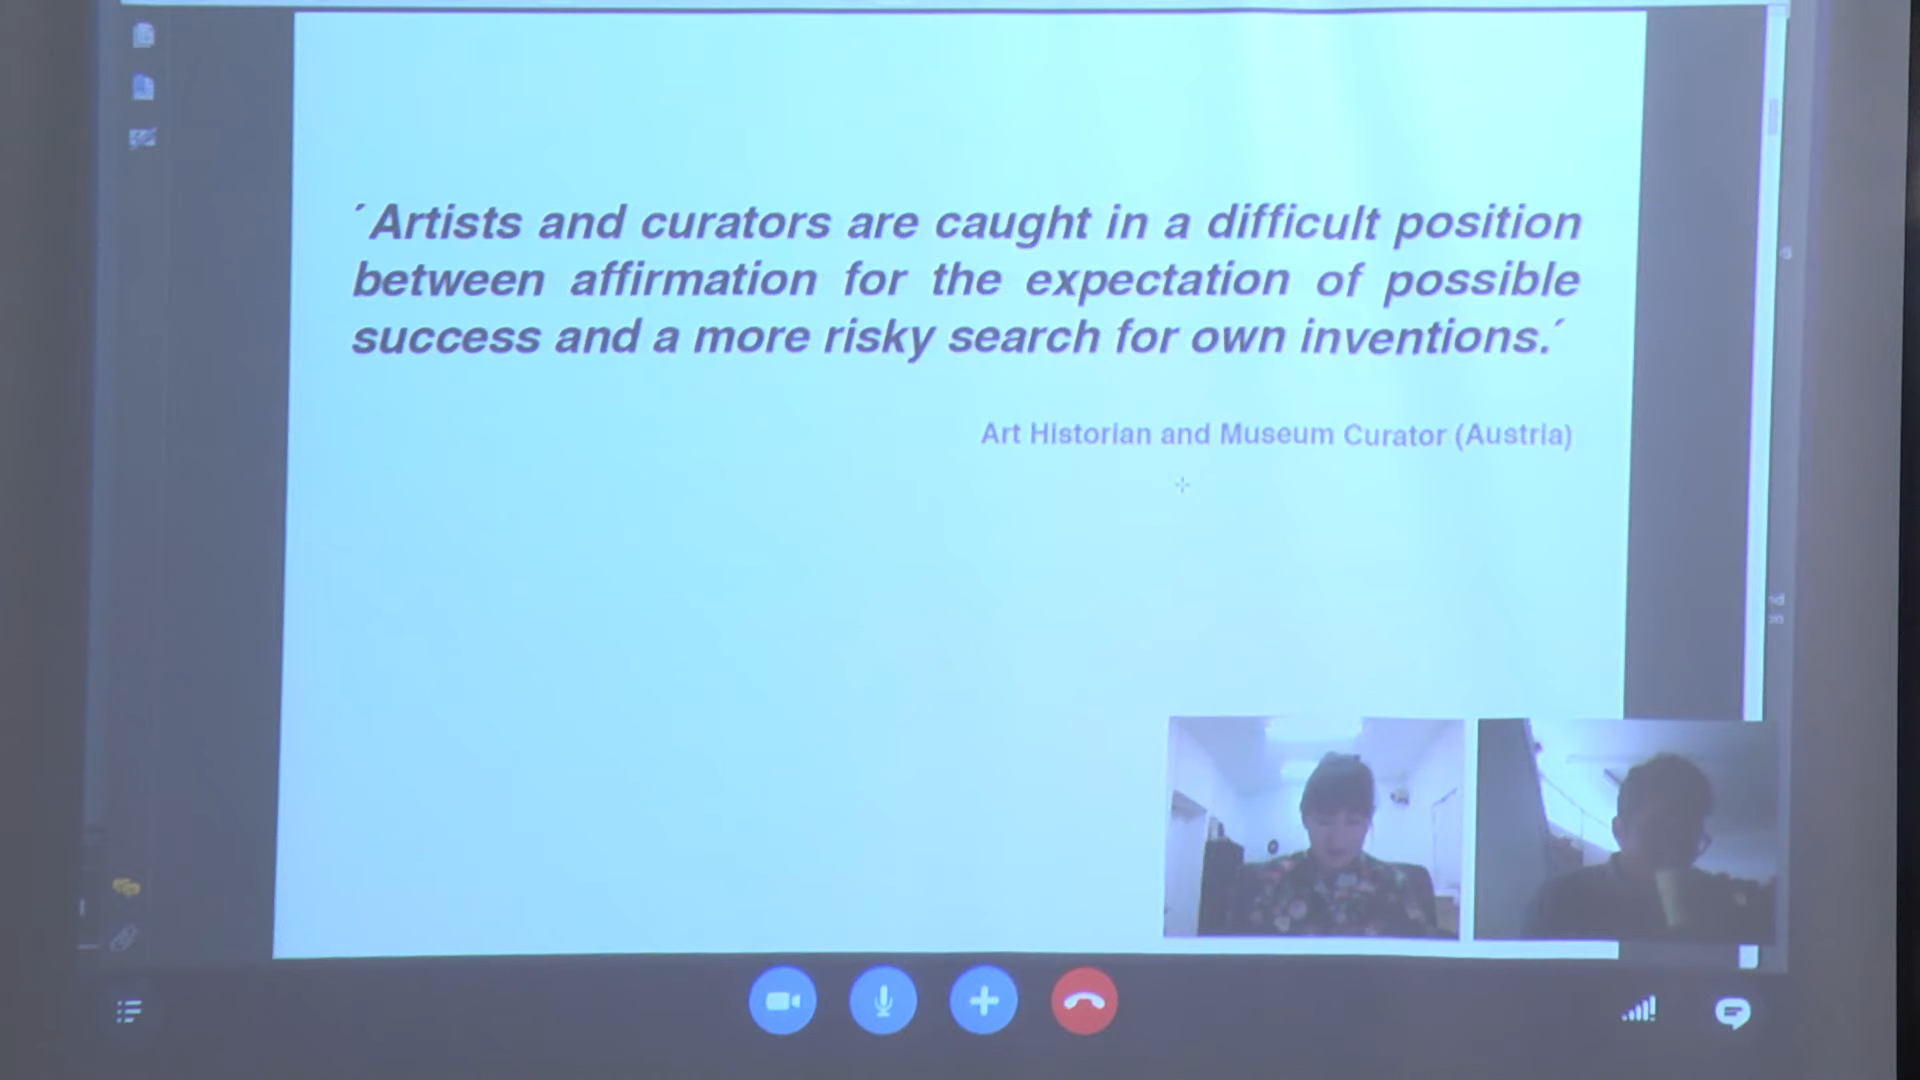 ´Artists and curators are caught in a difficult position
between affirmation for the expectation of possible
success and a more risky search for own inventions.´
Art Historian and Museum Curator (Austria)